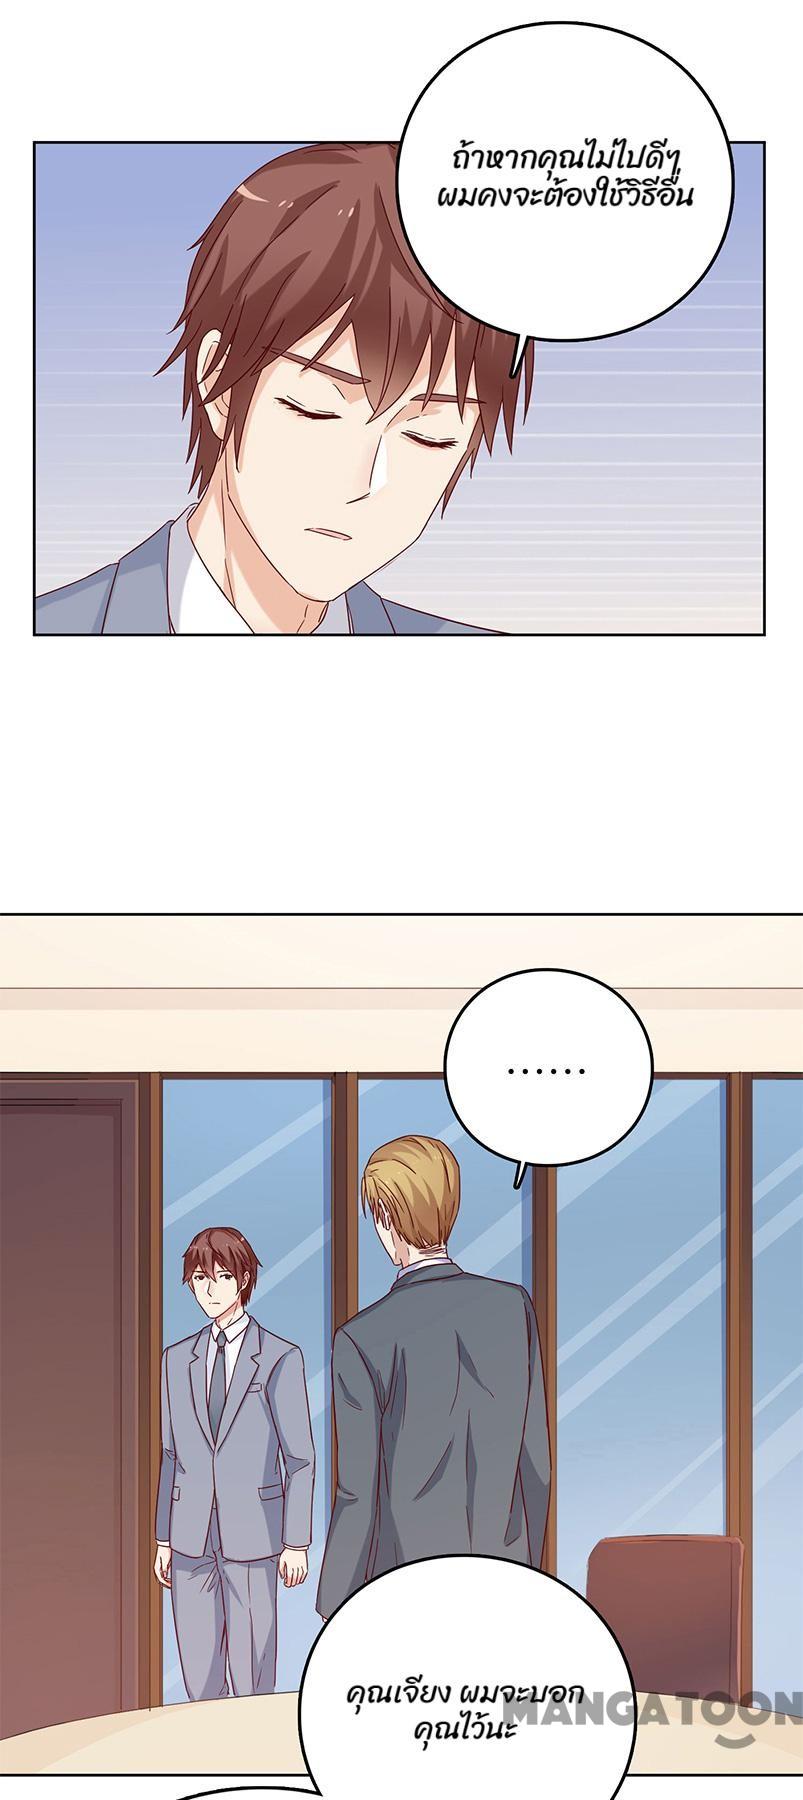 ถ้าหากคุณไม่ไปดีๆ
ผมคงจะต้องใช้วิธีอื่น
......
คุณเจียง ผมจะบอก
คุณไว้นะ
MANGATOON